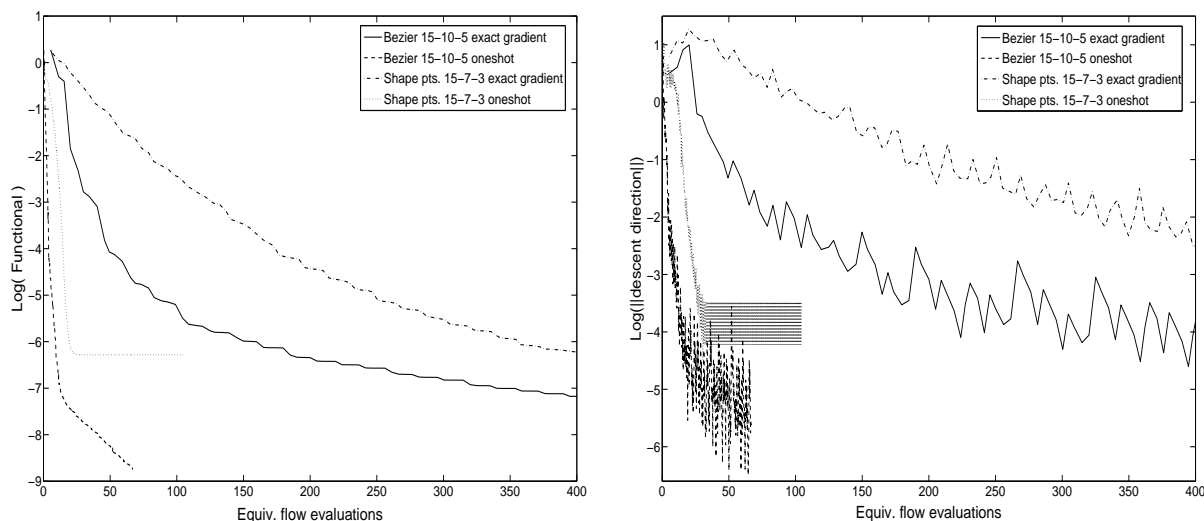 Bezier 15-10-5 exact gradient
Bezier 15-10-5 oneshot
Shape pts. 15-7-3 exact gradient
Shape pts. 15-7-3 oneshot
1
0
-1
-2
-3
-4
-5
-6
-7
-8
-9
Log( Functional )
0 50 100 150 200 250 300 350 400
Equiv. flow evaluations
Bezier 15-10-5 exact gradient
Bezier 15-10-5 oneshot
Shape pts. 15-7-3 exact gradient
Shape pts. 15-7-3 oneshot
1
0
-1
-2
-3
-4
-5
-6
Log(||descent direction||)
0 50 100 150 200 250 300 350 400
Equiv. flow evaluations